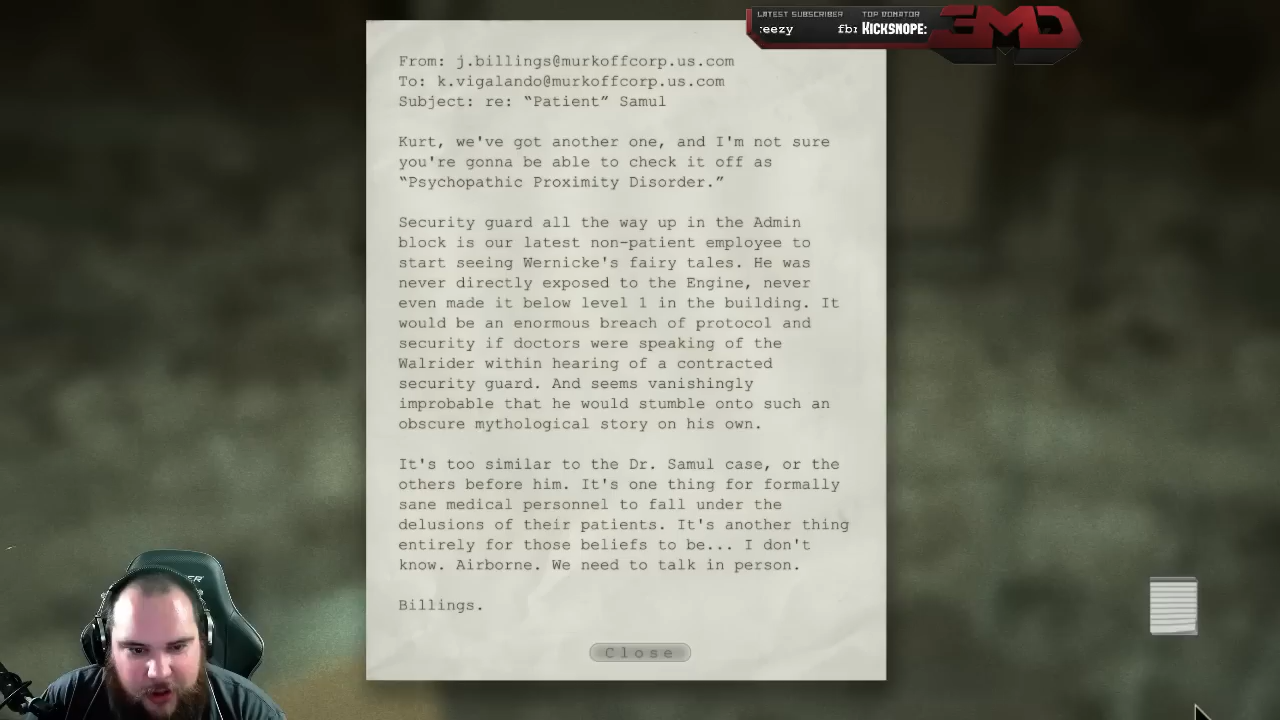 LATEST SUBSCRIBER TOP DONATOR
eezy fb: KICKSNOPE:
3MD
From: j.billings@murkoffcorp.us.com
To: k.vigalando@murkoffcorp.us.com
Subject: re: “Patient” Samul
Kurt, we've got another one, and I'm not sure
you're gonna be able to check it off as
“Psychopathic Proximity Disorder.”
Security guard all the way up in the Admin
block is our latest non-patient employee to
start seeing Wernicke's fairy tales. He was
never directly exposed to the Engine, never
even made it below level 1 in the building. It
would be an enormous breach of protocol and
security if doctors were speaking of the
Walrider within hearing of a contracted
security guard. And seems vanishingly
improbable that he would stumble onto such an
obscure mythological story on his own.
It's too similar to the Dr. Samul case, or the
others before him. It's one thing for formally
sane medical personnel to fall under the
delusions of their patients. It's another thing
entirely for those beliefs to be... I don't
know. Airborne. We need to talk in person.
Billings.
Close